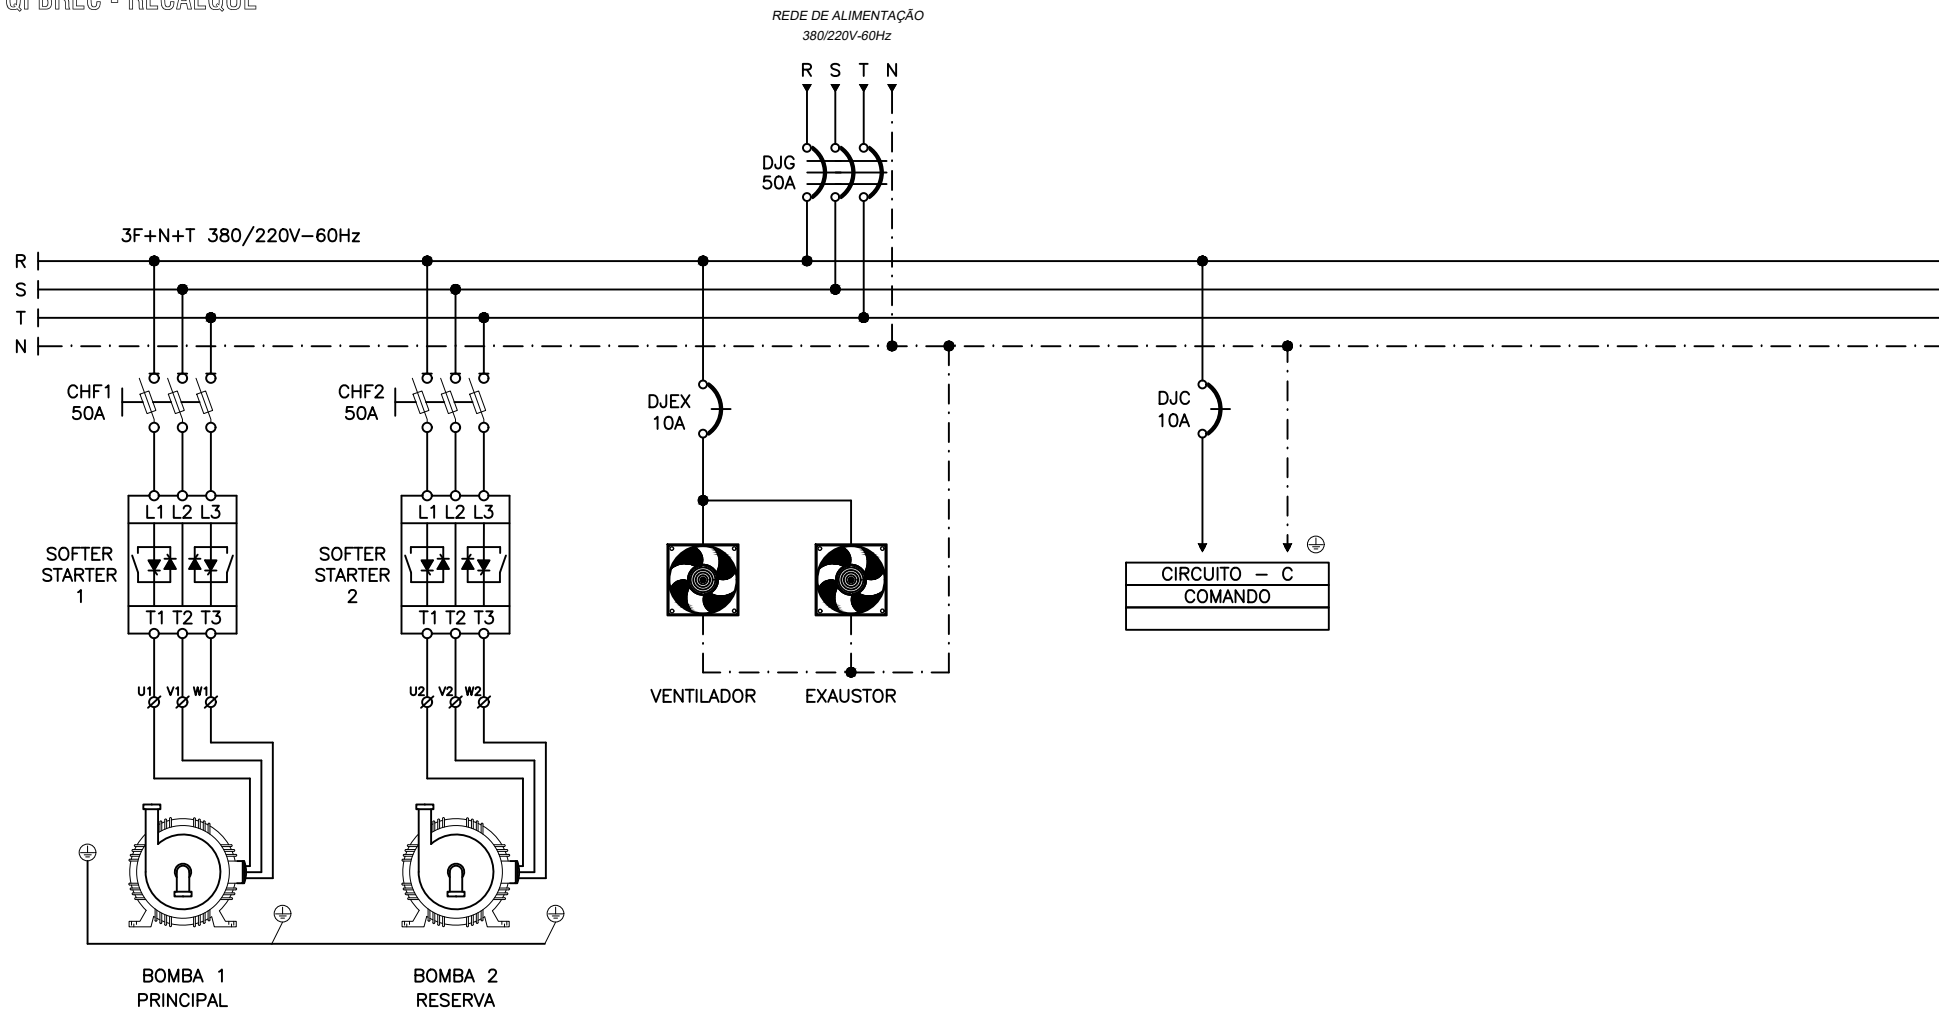 RECALQUE
REDE DE ALIMENTAÇÃO
380/220V-60Hz
R S T N
DJG
50A
3F+N+T 380/220V-60Hz
R
S
T
N
CHF1
50A
CHF2
50A
DJEX
10A
DJC
10A
L1 L2 L3
L1 L2 L3
SOFTER
STARTER
1
SOFTER
STARTER
2
T1 T2 T3
T1 T2 T3
CIRCUITO - C
COMANDO
U1 V1 W1
U2 V2 W2
VENTILADOR
EXAUSTOR
BOMBA 1
PRINCIPAL
BOMBA 2
RESERVA